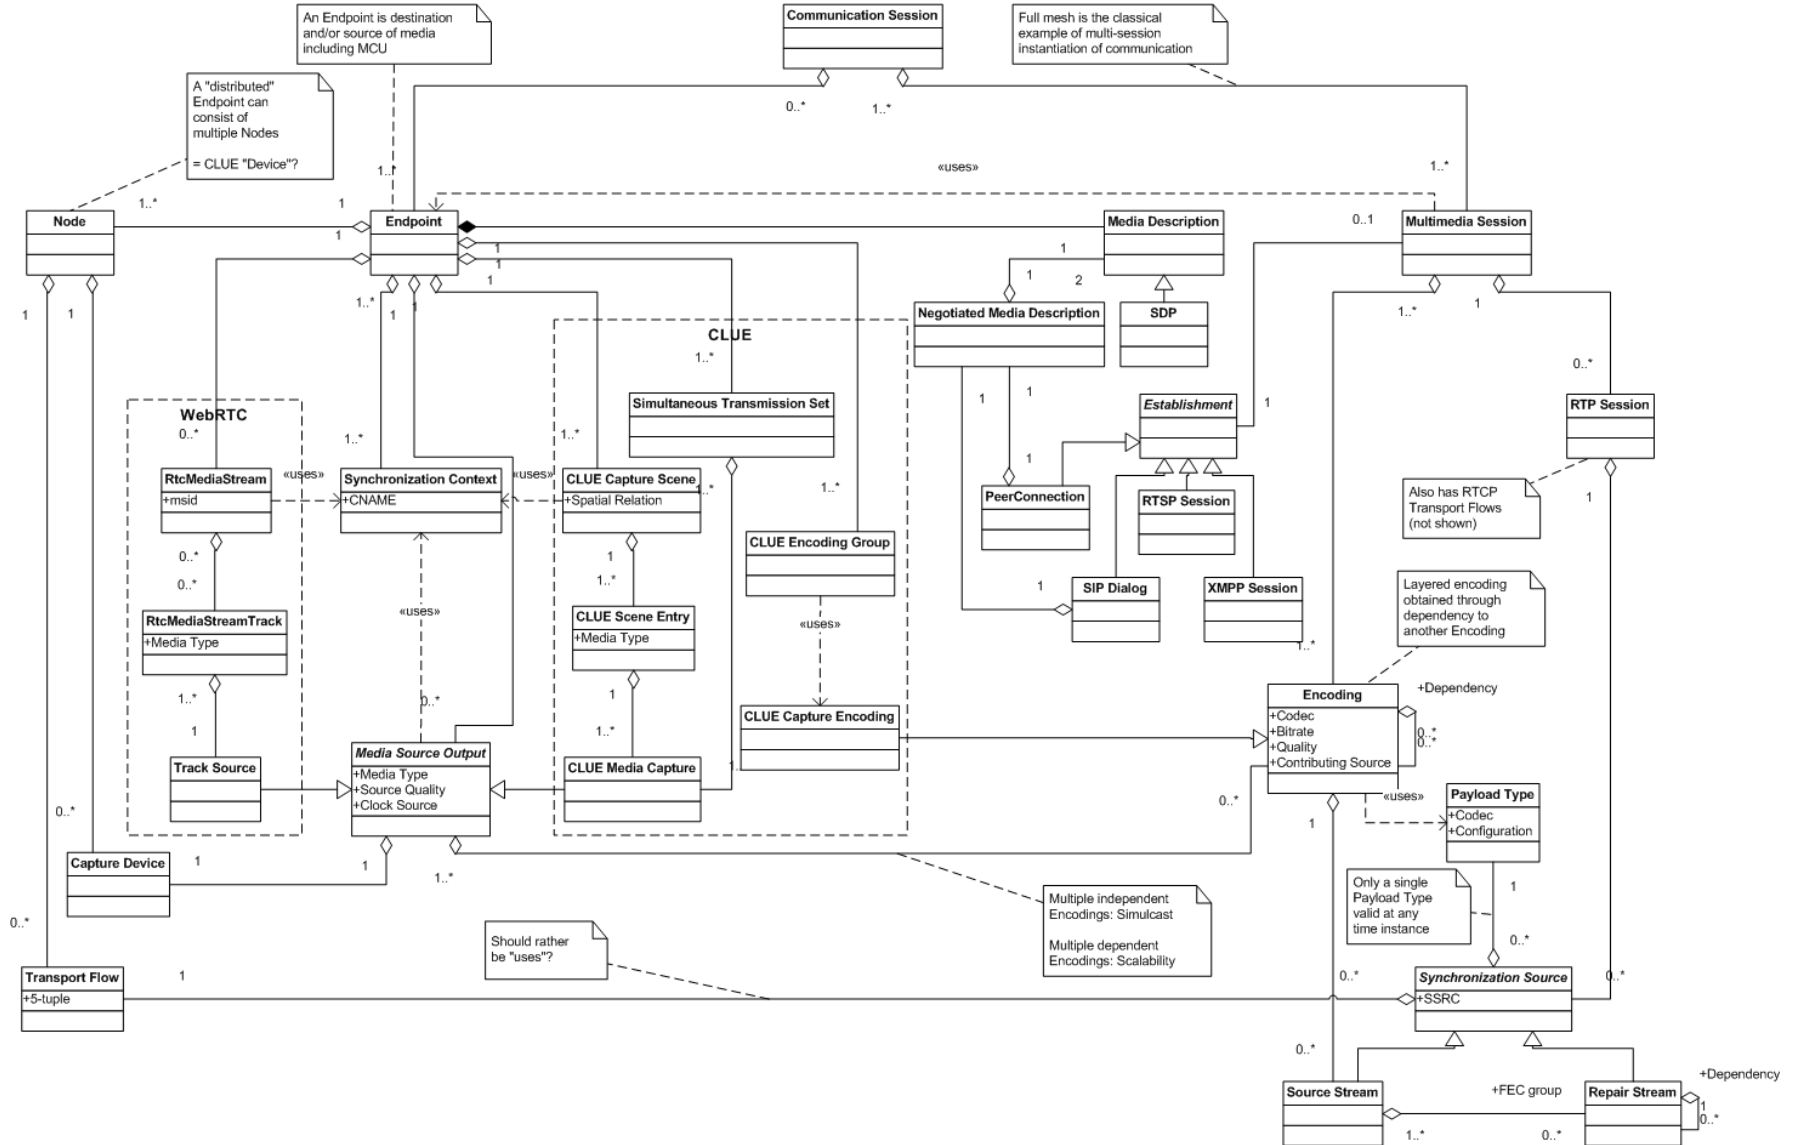 An Endpoint is destination
and/or source of media
including MCU
Communication Session
Full mesh is the classical
example of multi-session
instantiation of communication
A "distributed"
Endpoint can
consist of
multiple Nodes
= CLUE "Device"?
0..*
1..*
1..*
«uses»
1..*
1..*
1
Node
Endpoint
Media Description
0..1
Multimedia Session
1
1
1
1
1
1
2
1..*
1
1
1
1
Negotiated Media Description
SDP
1..*
1
CLUE
1..*
0..*
WebRTC
0..*
1..*
1..*
Simultaneous Transmission Set
1
1
Establishment
1
RTP Session
RtcMediaStream
+msid
«uses»
Synchronization Context
+CNAME
«uses»
CLUE Capture Scene
+Spatial Relation
1..*
1..*
1
PeerConnection
RTSP Session
Also has RTCP
Transport Flows
(not shown)
1
0..*
0..*
1
1..*
CLUE Encoding Group
1
SIP Dialog
XMPP Session
Layered encoding
obtained through
dependency to
another Encoding
RtcMediaStreamTrack
+Media Type
«uses»
CLUE Scene Entry
+Media Type
«uses»
1..*
1..*
1
0..*
1
1..*
CLUE Capture Encoding
Encoding
+Codec
+Bitrate
+Quality
+Contributing Source
+Dependency
0..*
0..*
Track Source
Media Source Output
+Media Type
+Source Quality
+Clock Source
CLUE Media Capture
1..
0..*
0..*
1
«uses»
Payload Type
+Codec
+Configuration
Capture Device
1
1
1..*
Multiple independent
Encodings: Simulcast
Multiple dependent
Encodings: Scalability
Only a single
Payload Type
valid at any
time instance
1
0..*
0..*
Should rather
be "uses"?
Transport Flow
+5-tuple
1
0..*
Synchronization Source
+SSRC
0..*
0..*
Source Stream
+FEC group
Repair Stream
+Dependency
1
0..*
1..*
0..*